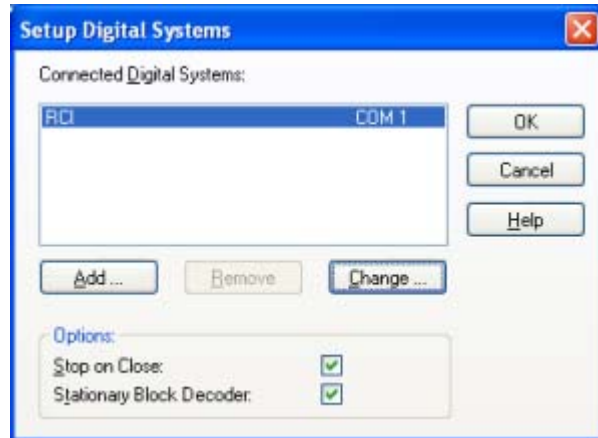 Setup Digital Systems
Connected Digital Systems:
RCI COM 1
OK
Cancel
Help
Add ...
Remove
Change ...
Options:
Stop on Close:
Stationary Block Decoder: